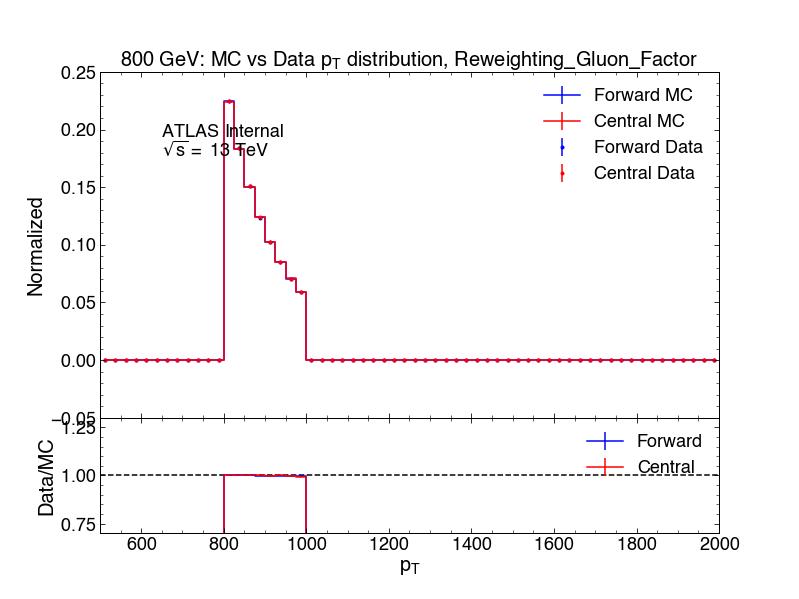 800 GeV: MC vs Data pT distribution, Reweighting_Gluon_Factor
0.25
0.20
0.15
0.10
0.05
0.00
−0.05
Normalized
ATLAS Internal
√s = 13 TeV
Forward MC
Central MC
Forward Data
Central Data
1.25
1.00
0.75
Data/MC
Forward
Central
600 800 1000 1200 1400 1600 1800 2000
pT